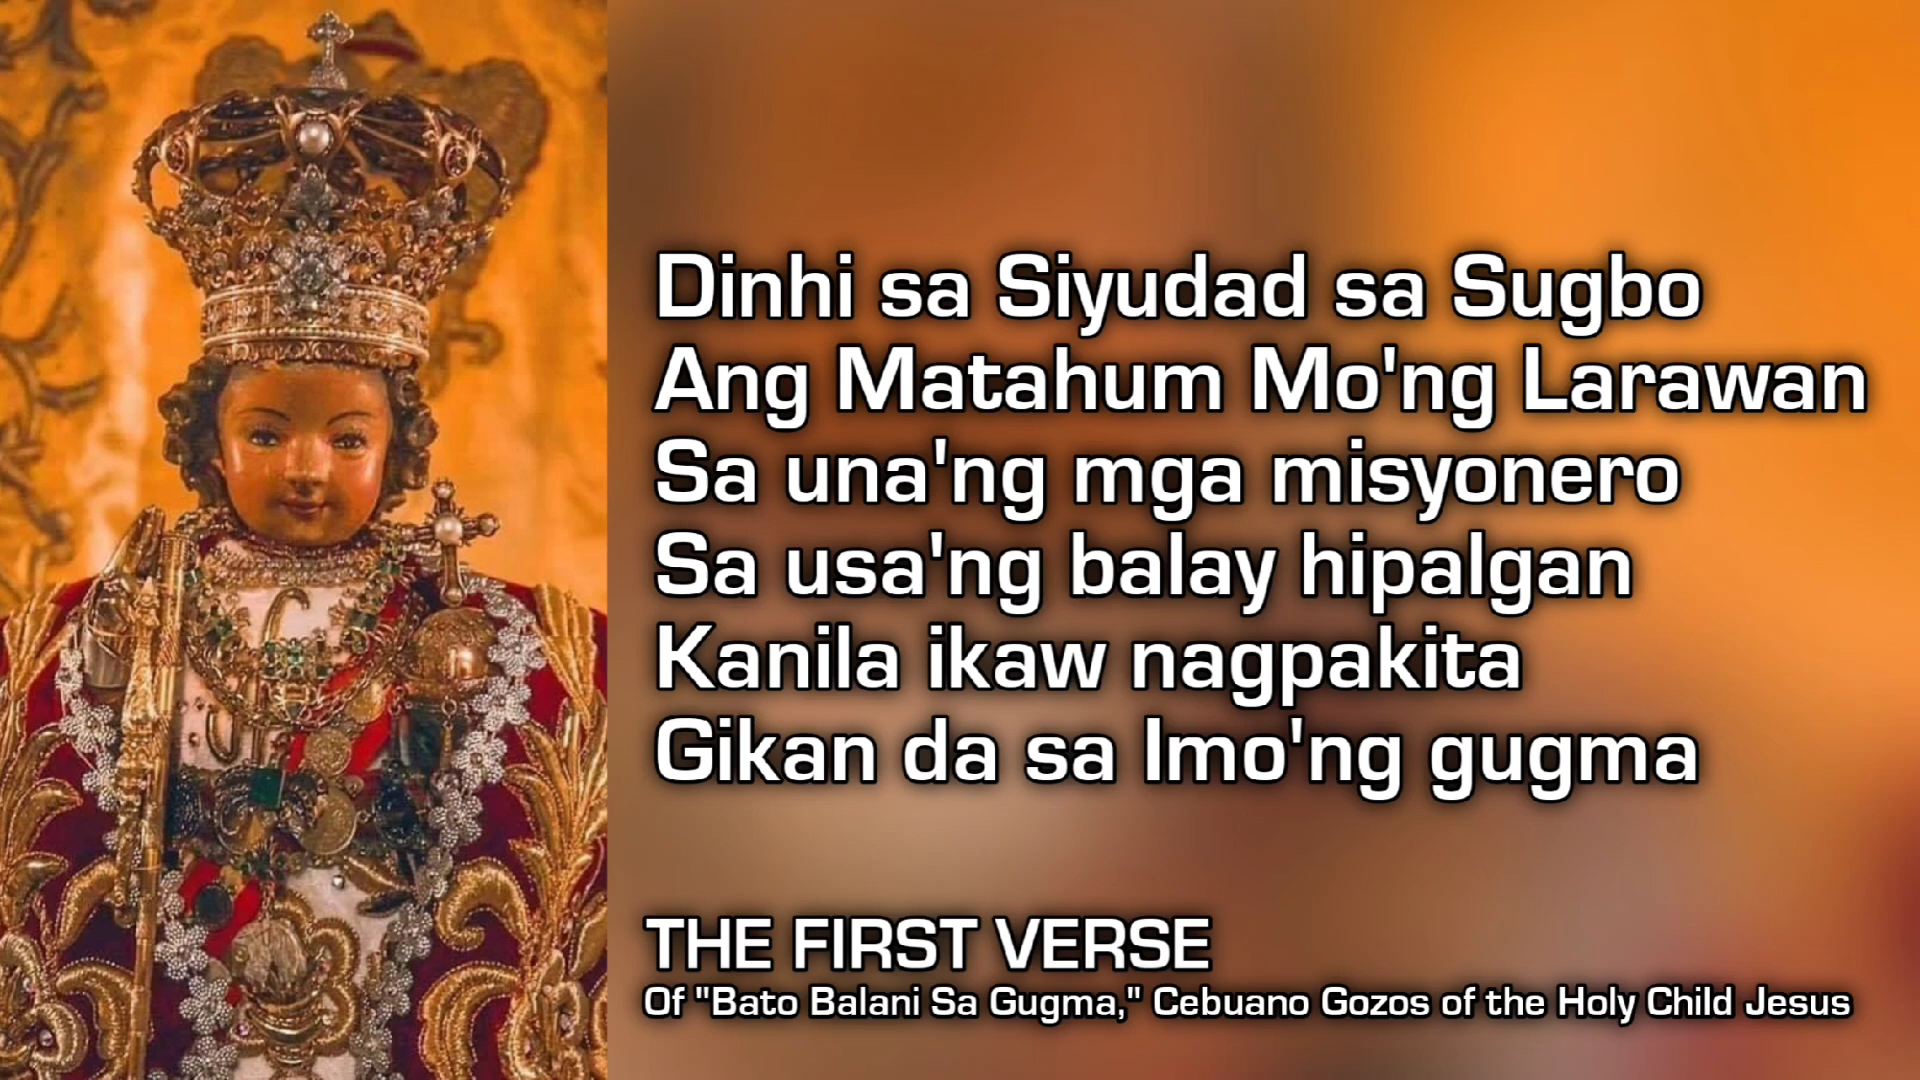 Dinhi sa Siyudad sa Sugbo
Ang Matahum Mo'ng Larawan
Sa una'ng mga misyonero
Sa usa'ng balay hipalgan
Kanila ikaw nagpakita
Gikan da sa Imo'ng gugma
THE FIRST VERSE
Of "Bato Balani Sa Gugma," Cebuano Gozos of the Holy Child Jesus